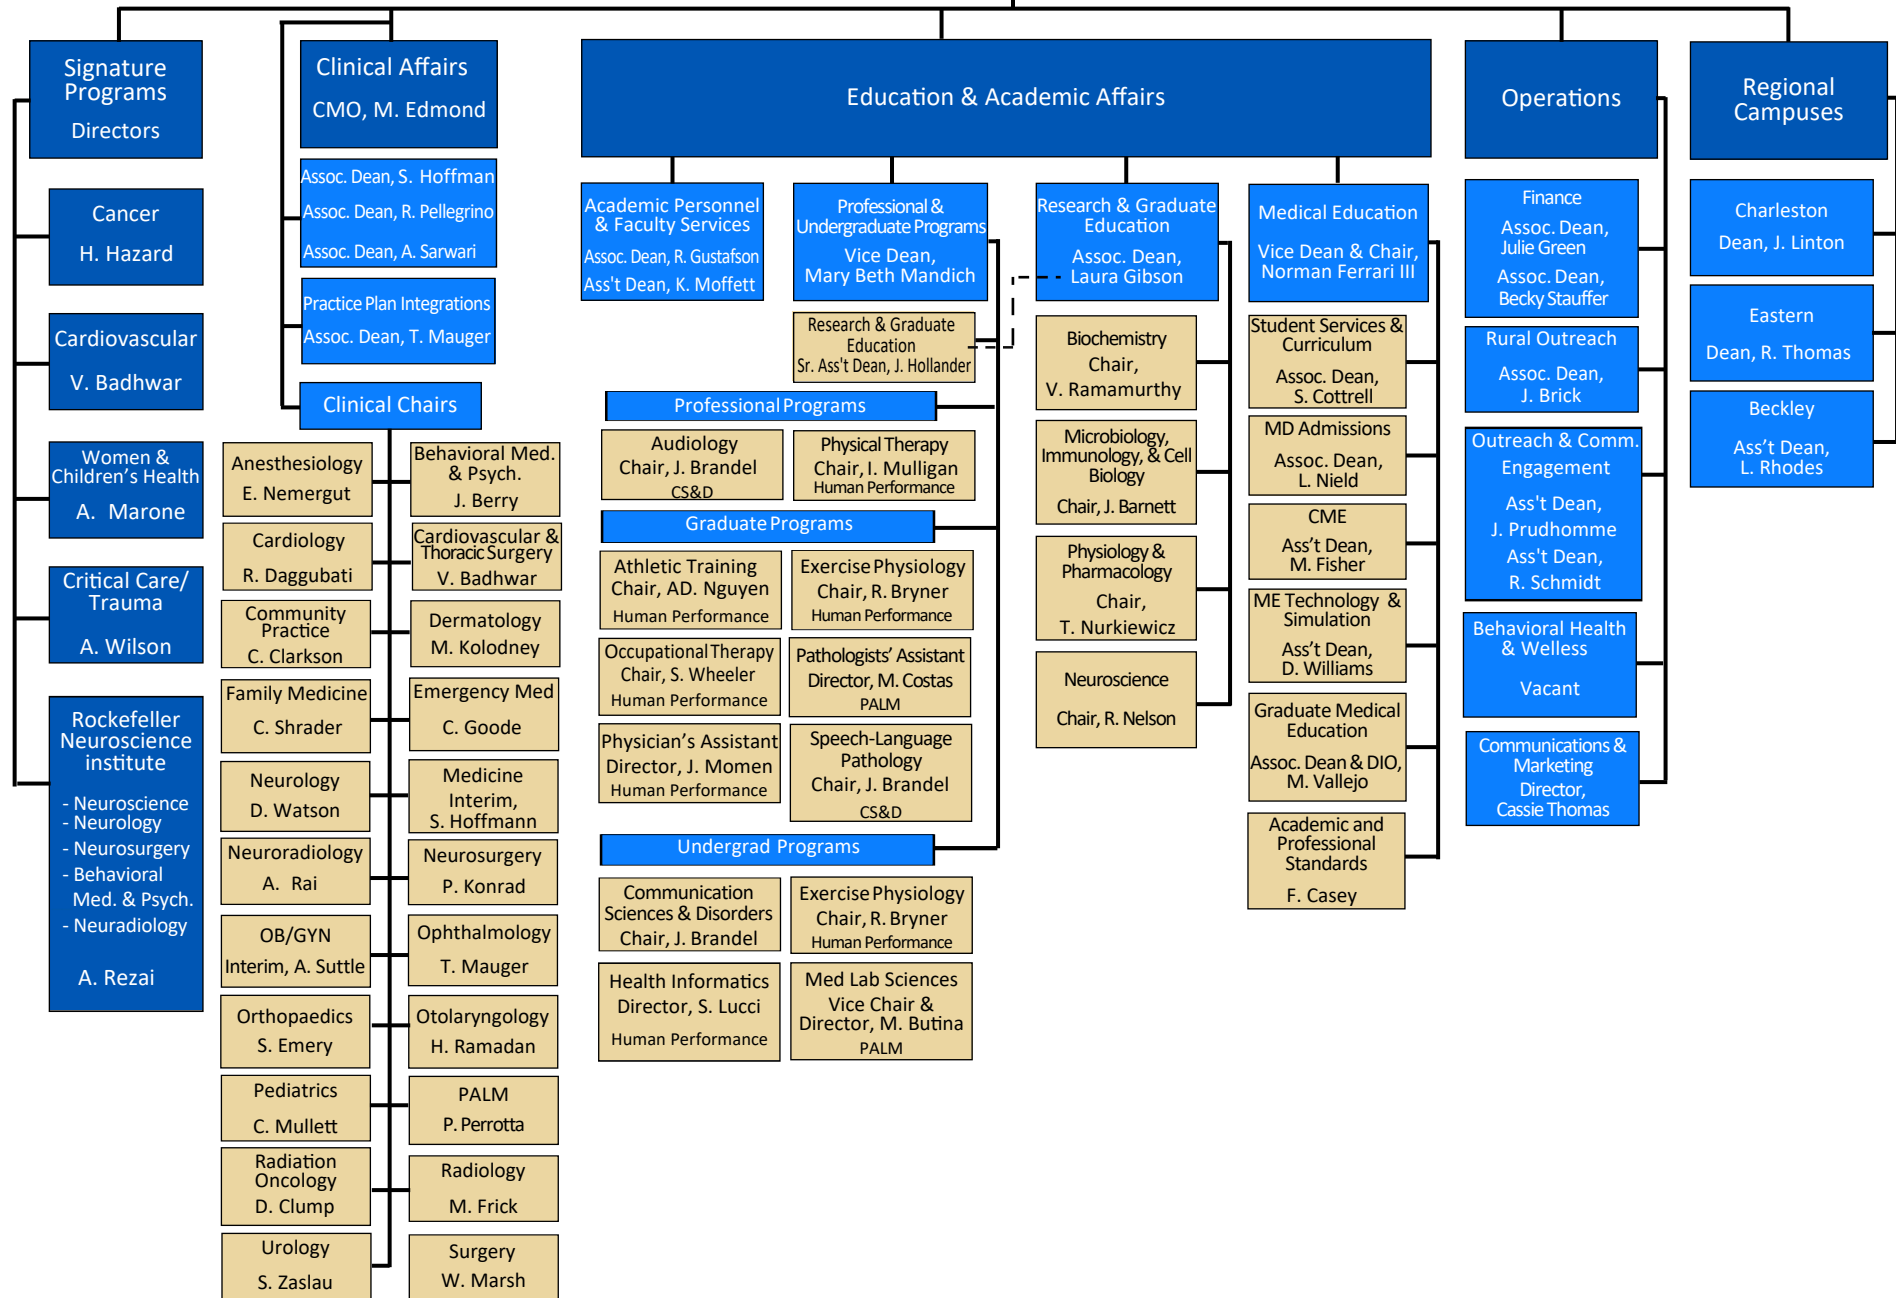 Signature
Programs
Directors
Cancer
H. Hazard
Cardiovascular
V. Badhwar
Women &
Children's Health
A. Marone
Critical Care/
Trauma
A. Wilson
Rockefeller
Neuroscience
institute
- Neuroscience
- Neurology
- Neurosurgery
- Behavioral
Med. & Psych.
- Neuradiology
A. Rezai
Clinical Affairs
CMO, M. Edmond
Assoc. Dean, S. Hoffman
Assoc. Dean, R. Pellegrino
Assoc. Dean, A. Sarwari
Practice Plan Integrations
Assoc. Dean, T. Mauger
Clinical Chairs
Anesthesiology
E. Nemergut
Behavioral Med.
& Psych.
J. Berry
Cardiology
R. Daggubati
Cardiovascular &
Thoracic Surgery
V. Badhwar
Community
Practice
C. Clarkson
Dermatology
M. Kolodney
Family Medicine
C. Shrader
Emergency Med
C. Goode
Neurology
D. Watson
Medicine
Interim,
S. Hoffmann
Neuroradiology
A. Rai
Neurosurgery
P. Konrad
OB/GYN
Interim, A. Suttle
Ophthalmology
T. Mauger
Orthopaedics
S. Emery
Otolaryngology
H. Ramadan
Pediatrics
C. Mullett
PALM
P. Perrotta
Radiation
Oncology
D. Clump
Radiology
M. Frick
Urology
S. Zaslau
Surgery
W. Marsh
Education & Academic Affairs
Academic Personnel
& Faculty Services
Assoc. Dean, R. Gustafson
Ass't Dean, K. Moffett
Professional &
Undergraduate Programs
Vice Dean,
Mary Beth Mandich
Research & Graduate
Education
Sr. Ass't Dean, J. Hollander
Professional Programs
Audiology
Chair, J. Brandel
CS&D
Physical Therapy
Chair, I. Mulligan
Human Performance
Graduate Programs
Athletic Training
Chair, AD. Nguyen
Human Performance
Exercise Physiology
Chair, R. Bryner
Human Performance
Occupational Therapy
Chair, S. Wheeler
Human Performance
Pathologists' Assistant
Director, M. Costas
PALM
Physician's Assistant
Director, J. Momen
Human Performance
Speech-Language
Pathology
Chair, J. Brandel
CS&D
Undergrad Programs
Communication
Sciences & Disorders
Chair, J. Brandel
Exercise Physiology
Chair, R. Bryner
Human Performance
Health Informatics
Director, S. Lucci
Human Performance
Med Lab Sciences
Vice Chair &
Director, M. Butina
PALM
Research & Graduate
Education
Assoc. Dean,
Laura Gibson
Biochemistry
Chair,
V. Ramamurthy
Microbiology,
Immunology, & Cell
Biology
Chair, J. Barnett
Physiology &
Pharmacology
Chair,
T. Nurkiewicz
Neuroscience
Chair, R. Nelson
Medical Education
Vice Dean & Chair,
Norman Ferrari III
Student Services &
Curriculum
Assoc. Dean,
S. Cottrell
MD Admissions
Assoc. Dean,
L. Nield
CME
Ass't Dean,
M. Fisher
ME Technology &
Simulation
Ass't Dean,
D. Williams
Graduate Medical
Education
Assoc. Dean & DIO,
M. Vallejo
Academic and
Professional
Standards
F. Casey
Operations
Finance
Assoc. Dean,
Julie Green
Assoc. Dean,
Becky Stauffer
Rural Outreach
Assoc. Dean,
J. Brick
Outreach & Comm.
Engagement
Ass't Dean,
J. Prudhomme
Ass't Dean,
R. Schmidt
Behavioral Health
& Welless
Vacant
Communications &
Marketing
Director,
Cassie Thomas
Regional
Campuses
Charleston
Dean, J. Linton
Eastern
Dean, R. Thomas
Beckley
Ass't Dean,
L. Rhodes